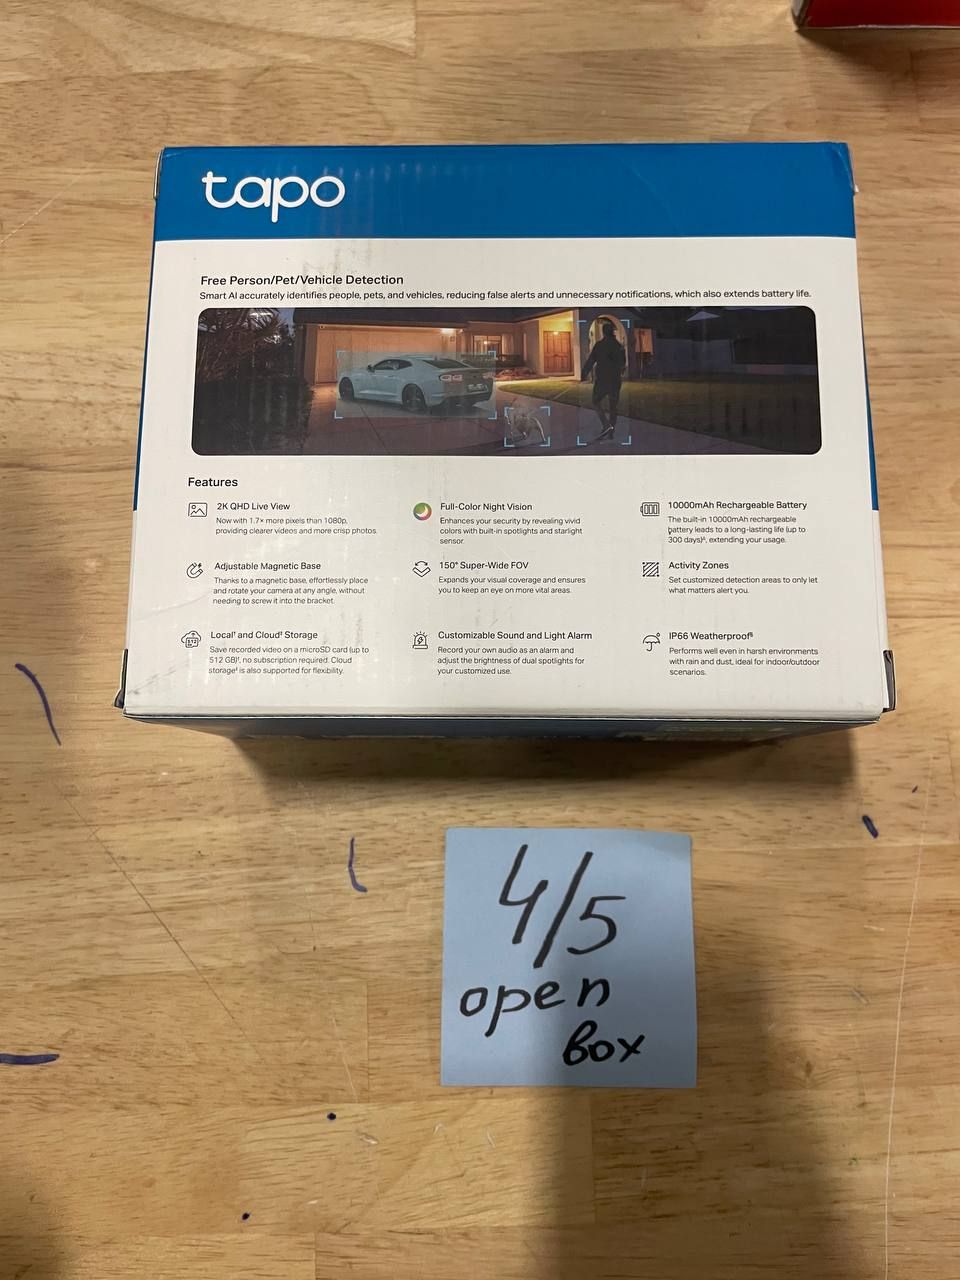 tapo
Free Person/Pet/Vehicle Detection
Smart AI accurately identifies people, pets, and vehicles, reducing false alerts and unnecessary notifications, which also extends battery life.
Features
2K QHD Live View
Now with 1.7× more pixels than 1080p,
providing clearer videos and more crisp photos.
Full-Color Night Vision
Enhances your security by revealing vivid
colors with built-in spotlights and starlight
sensor.
10000mAh Rechargeable Battery
The built-in 10000mAh rechargeable
battery leads to a long-lasting life (up to
300 days)⁴, extending your usage.
Adjustable Magnetic Base
Thanks to a magnetic base, effortlessly place
and rotate your camera at any angle, without
needing to screw it into the bracket.
150° Super-Wide FOV
Expands your visual coverage and ensures
you to keep an eye on more vital areas.
Activity Zones
Set customized detection areas to only let
what matters alert you.
Local† and Cloud‡ Storage
Save recorded video on a microSD card (up to
512 GB)†, no subscription required. Cloud
storage‡ is also supported for flexibility.
Customizable Sound and Light Alarm
Record your own audio as an alarm and
adjust the brightness of dual spotlights for
your customized use.
IP66 Weatherproof§
Performs well even in harsh environments
with rain and dust, ideal for indoor/outdoor
scenarios.
512
4/5
open
box